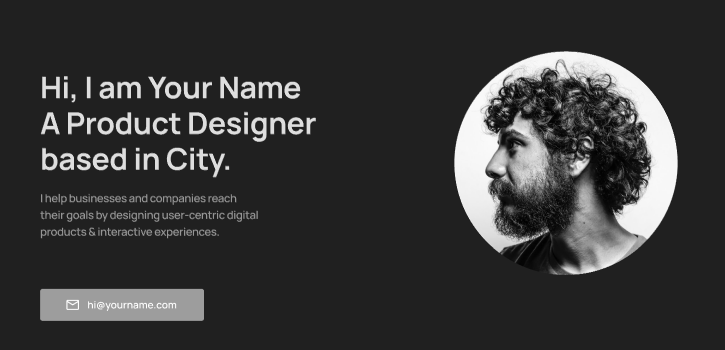 Hi, I am Your Name
A Product Designer
based in City.
I help businesses and companies reach
their goals by designing user-centric digital
products & interactive experiences.
hi@yourname.com